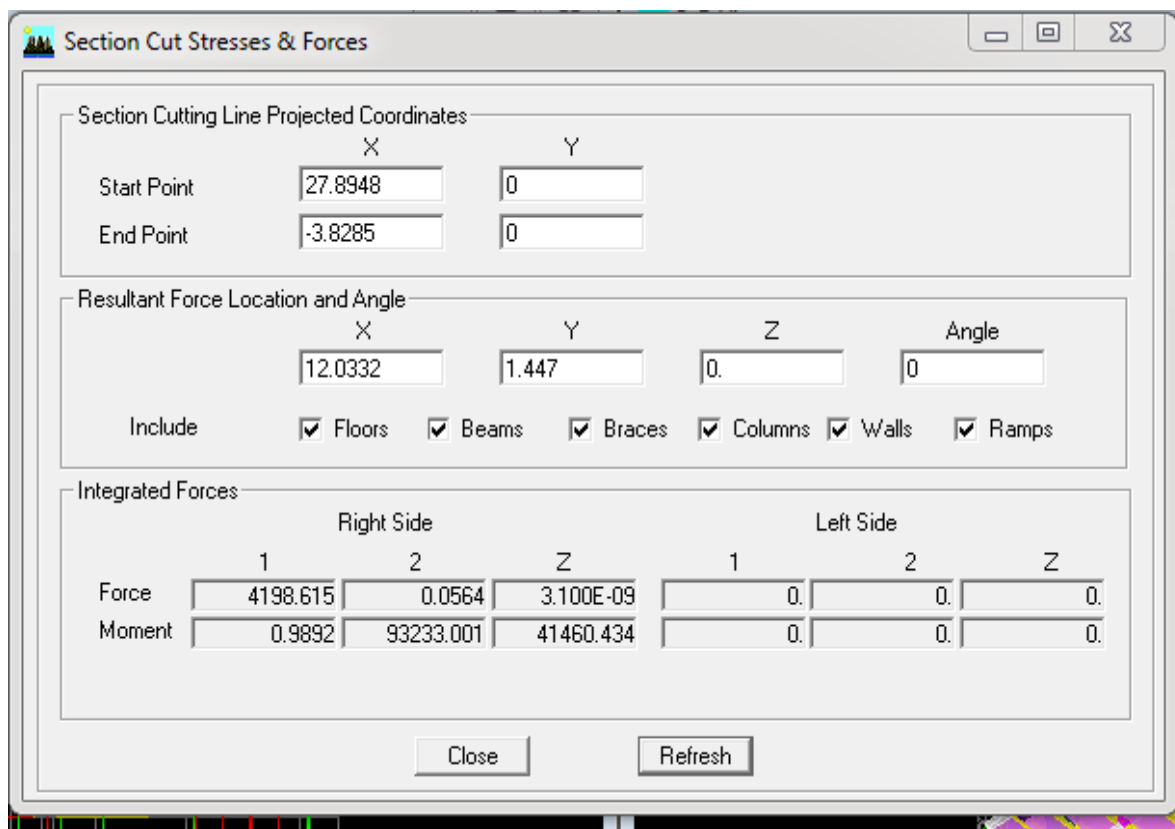 Section Cut Stresses & Forces
Section Cutting Line Projected Coordinates
X Y
Start Point 27.8948 0
End Point -3.8285 0
Resultant Force Location and Angle
X Y Z Angle
12.0332 1.447 0. 0
Include Floors Beams Braces Columns Walls Ramps
Integrated Forces
Right Side Left Side
1 2 Z 1 2 Z
Force 4198.615 0.0564 3.100E-09 0. 0. 0.
Moment 0.9892 93233.001 41460.434 0. 0. 0.
Close Refresh